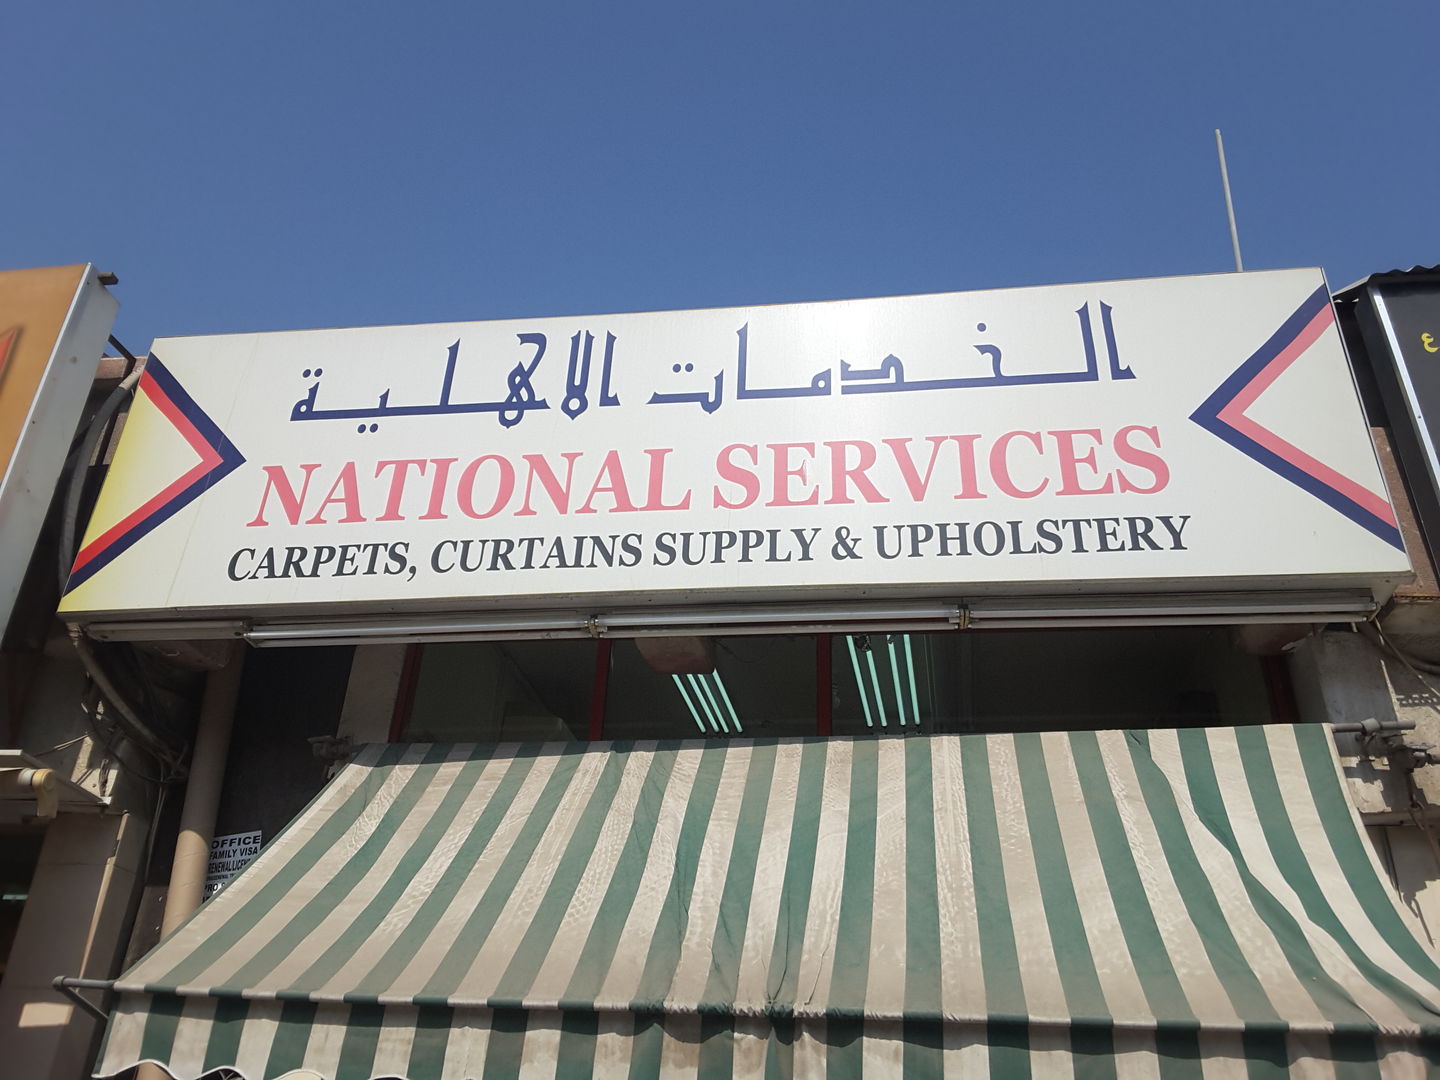 الخدمات الاهلية
NATIONAL SERVICES
CARPETS, CURTAINS SUPPLY & UPHOLSTERY
OFFICE
FAMILY VISA